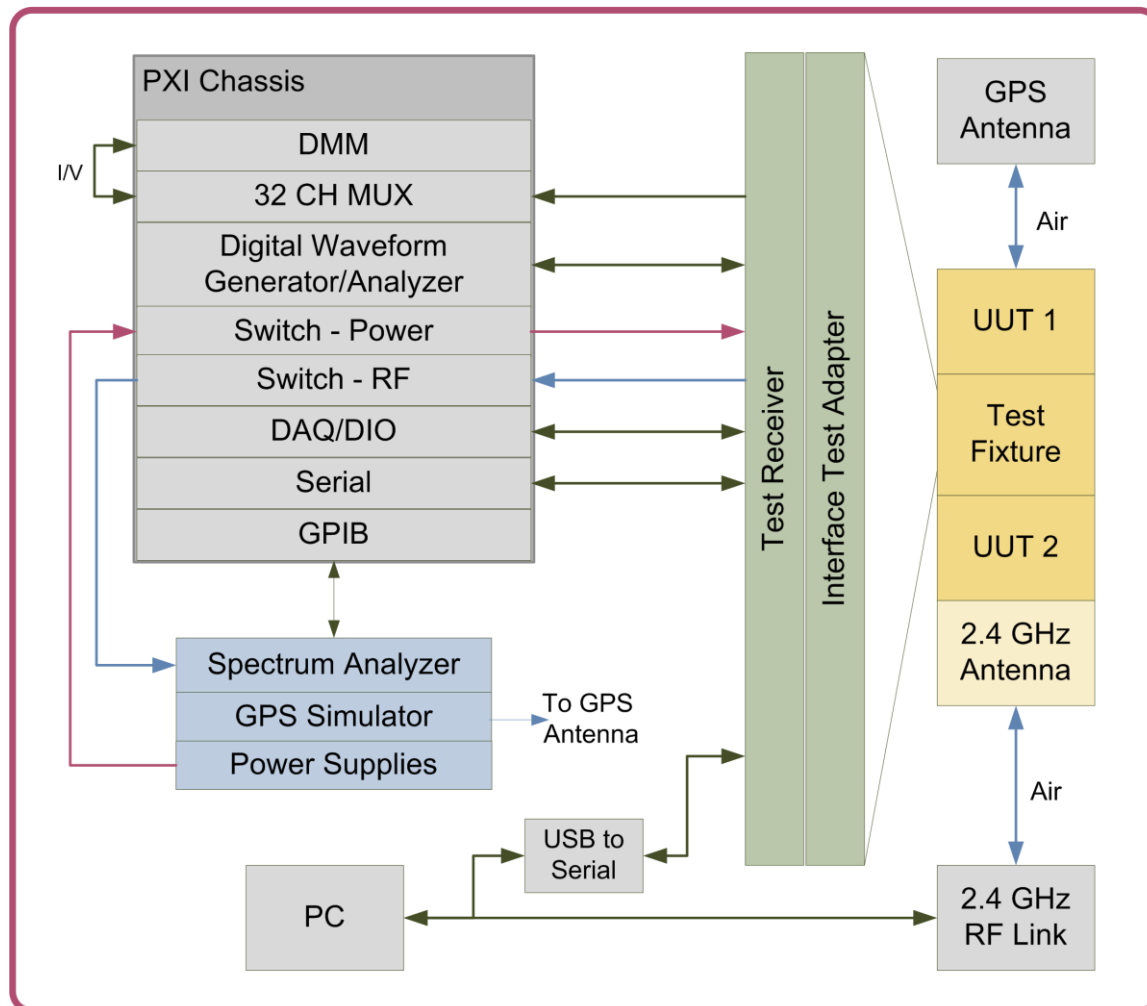 PXI Chassis
DMM
I/V
32 CH MUX
Digital Waveform
Generator/Analyzer
Switch - Power
Switch - RF
DAQ/DIO
Serial
GPIB
Spectrum Analyzer
GPS Simulator
Power Supplies
To GPS
Antenna
USB to
Serial
PC
Test Receiver
Interface Test Adapter
GPS
Antenna
Air
UUT 1
Test
Fixture
UUT 2
2.4 GHz
Antenna
Air
2.4 GHz
RF Link